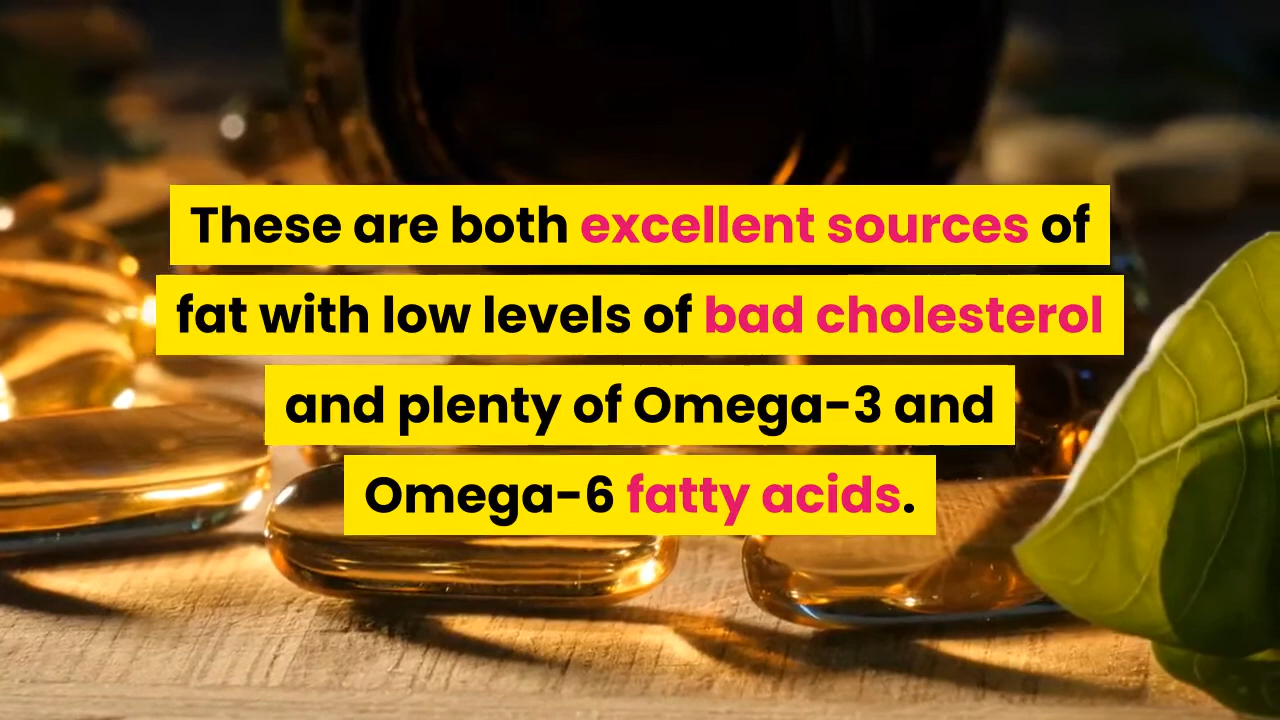 These are both excellent sources of
fat with low levels of bad cholesterol
and plenty of Omega-3 and
Omega-6 fatty acids.